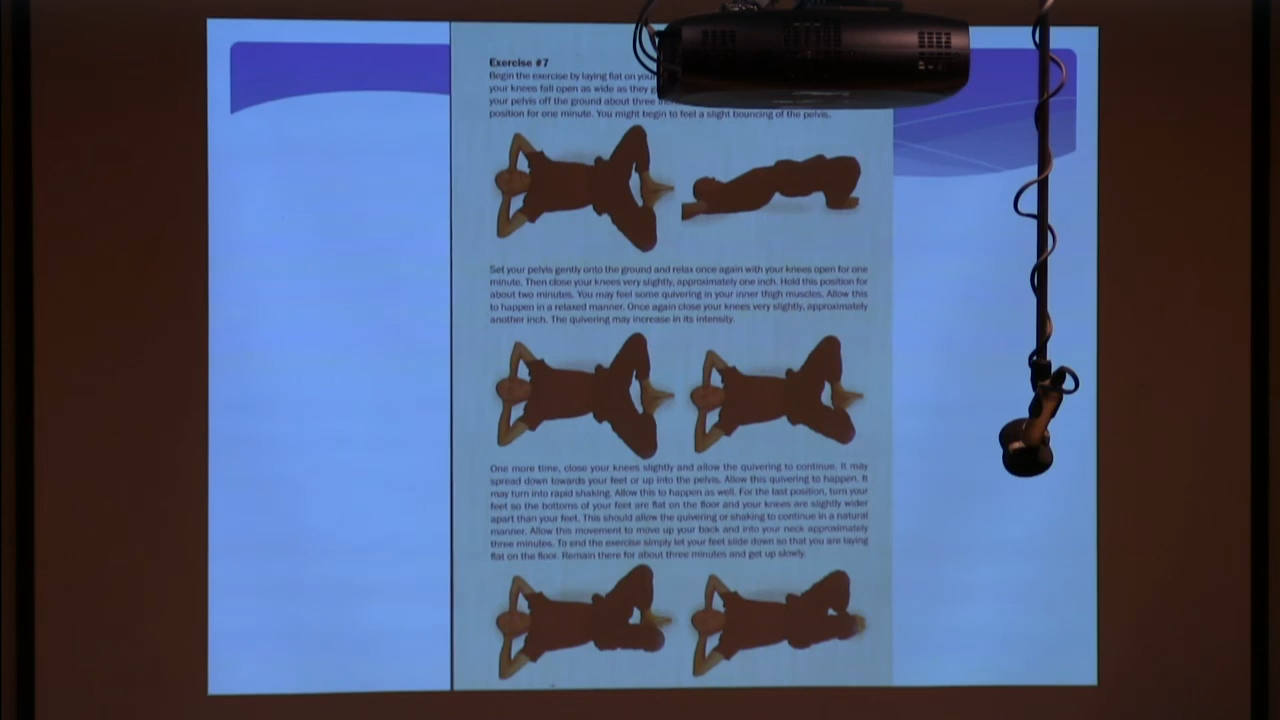 Exercise #7
Begin the exercise by laying flat on your
your knees fall open as wide as they
your pelvis off the ground about three
position for one minute. You might begin to feel a slight bouncing of the pelvis.
Set your pelvis gently onto the ground and relax once again with your knees open for one
minute. Then close your knees very slightly, approximately one inch. Hold this position for
about two minutes. You may feel some quivering in your inner thigh muscles. Allow this
to happen in a relaxed manner. Once again close your knees very slightly, approximately
another inch. The quivering may increase in its intensity.
One more time, close your knees slightly and allow the quivering to continue. It may
spread down towards your feet or up into the pelvis. Allow this quivering to happen. It
may turn into rapid shaking. Allow this to happen as well. For the last position, turn your
feet so the bottoms of your feet are flat on the floor and your knees are slightly wider
apart than your feet. This should allow the quivering or shaking to continue in a natural
manner. Allow this movement to move up your back and into your neck approximately
three minutes. To end the exercise simply let your feet slide down so that you are laying
flat on the floor. Remain there for about three minutes and get up slowly.